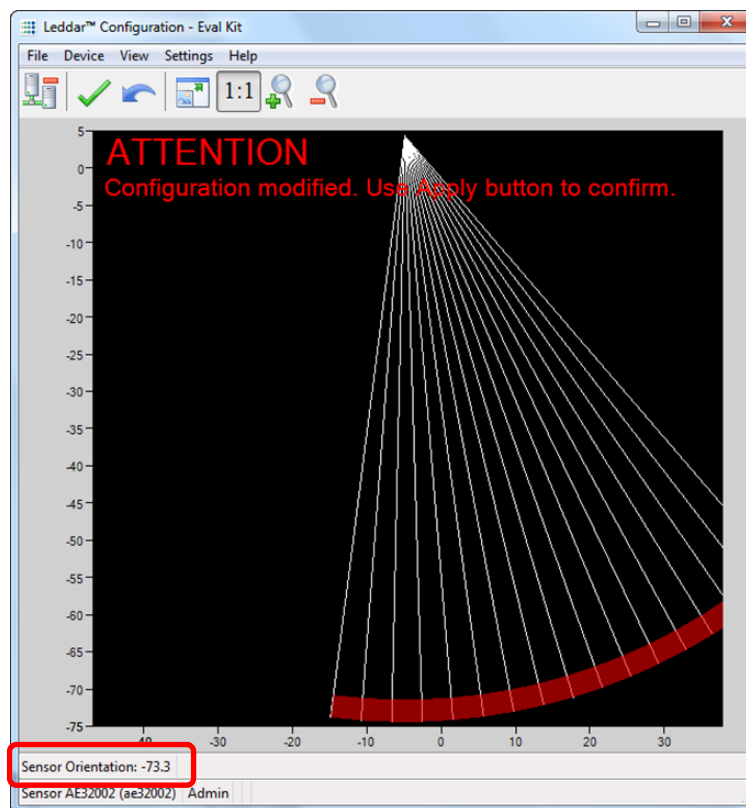 Leddar™ Configuration - Eval Kit
File Device View Settings Help
1:1
ATTENTION
Configuration modified. Use Apply button to confirm.
5
0
-5
-10
-15
-20
-25
-30
-35
-40
-45
-50
-55
-60
-65
-70
-75
-40 -30 -20 -10 0 10 20 30
Sensor Orientation: -73.3
Sensor AE32002 (ae32002) Admin